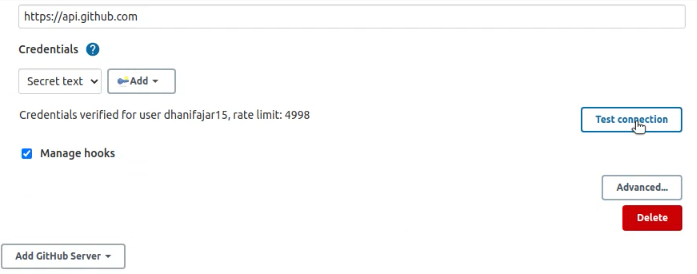 https://api.github.com
Credentials ?
Secret text Add
Credentials verified for user dhanifajar15, rate limit: 4998
Test connection
Manage hooks
Advanced...
Delete
Add GitHub Server